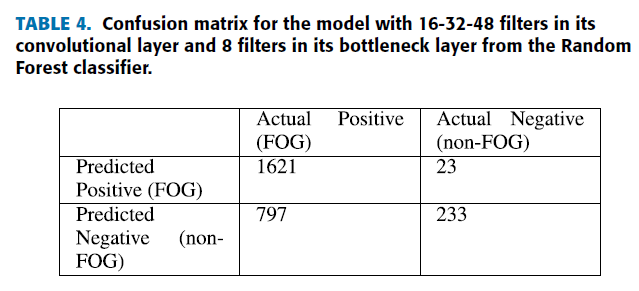 TABLE 4. Confusion matrix for the model with 16-32-48 filters in its
convolutional layer and 8 filters in its bottleneck layer from the Random
Forest classifier.
Actual Positive Actual Negative
(FOG) (non-FOG)
Predicted 1621 23
Positive (FOG)
Predicted 797 233
Negative (non-
FOG)